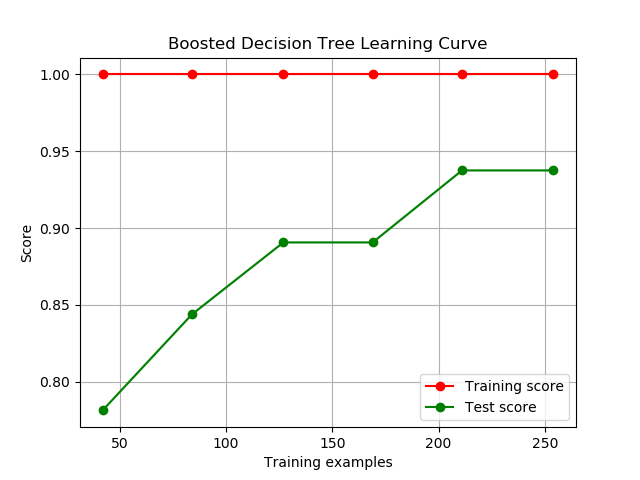 Boosted Decision Tree Learning Curve
1.00
0.95
0.90
0.85
0.80
Score
Training score
Test score
50 100 150 200 250
Training examples